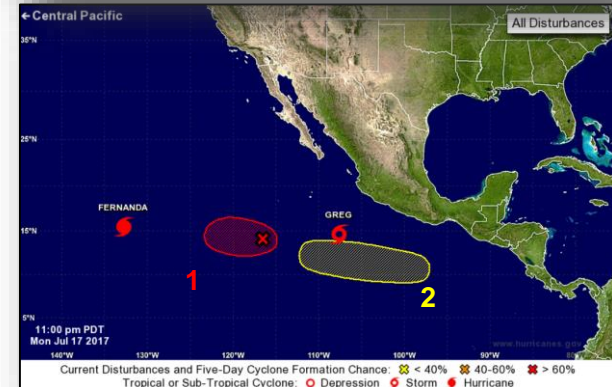 ← Central Pacific
All Disturbances
35°N
25°N
FERNANDA
GREG
15°N
1
2
5°N
11:00 pm PDT
Mon Jul 17 2017
www.hurricanes.gov
140°W 130°W 120°W 110°W 100°W 90°W 80°W
Current Disturbances and Five-Day Cyclone Formation Chance: < 40% 40-60% > 60%
Tropical or Sub-Tropical Cyclone: Depression Storm Hurricane